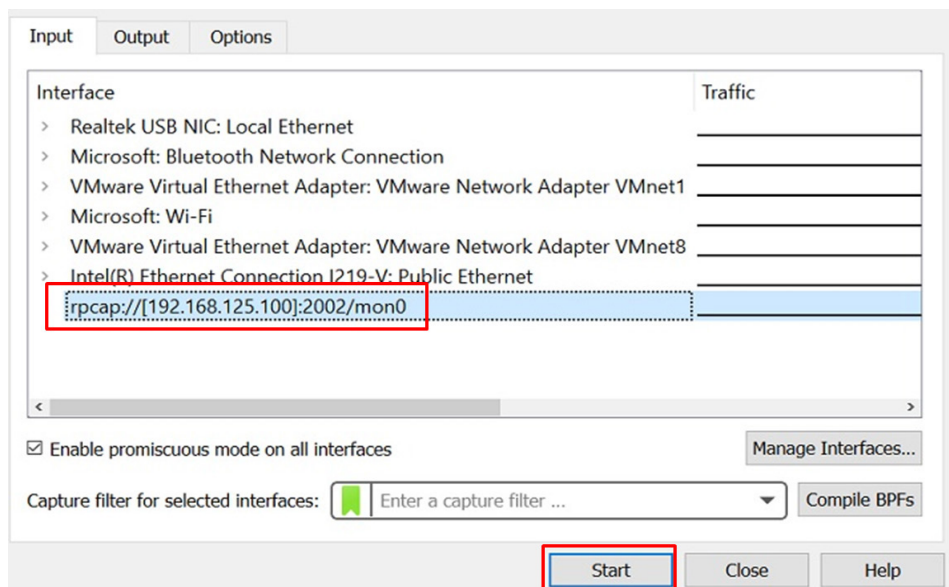 Input Output Options
Interface Traffic
Realtek USB NIC: Local Ethernet
Microsoft: Bluetooth Network Connection
VMware Virtual Ethernet Adapter: VMware Network Adapter VMnet1
Microsoft: Wi-Fi
VMware Virtual Ethernet Adapter: VMware Network Adapter VMnet8
Intel(R) Ethernet Connection I219-V: Public Ethernet
rpcap://[192.168.125.100]:2002/mon0
Enable promiscuous mode on all interfaces Manage Interfaces...
Capture filter for selected interfaces: Enter a capture filter ... Compile BPFs
Start Close Help